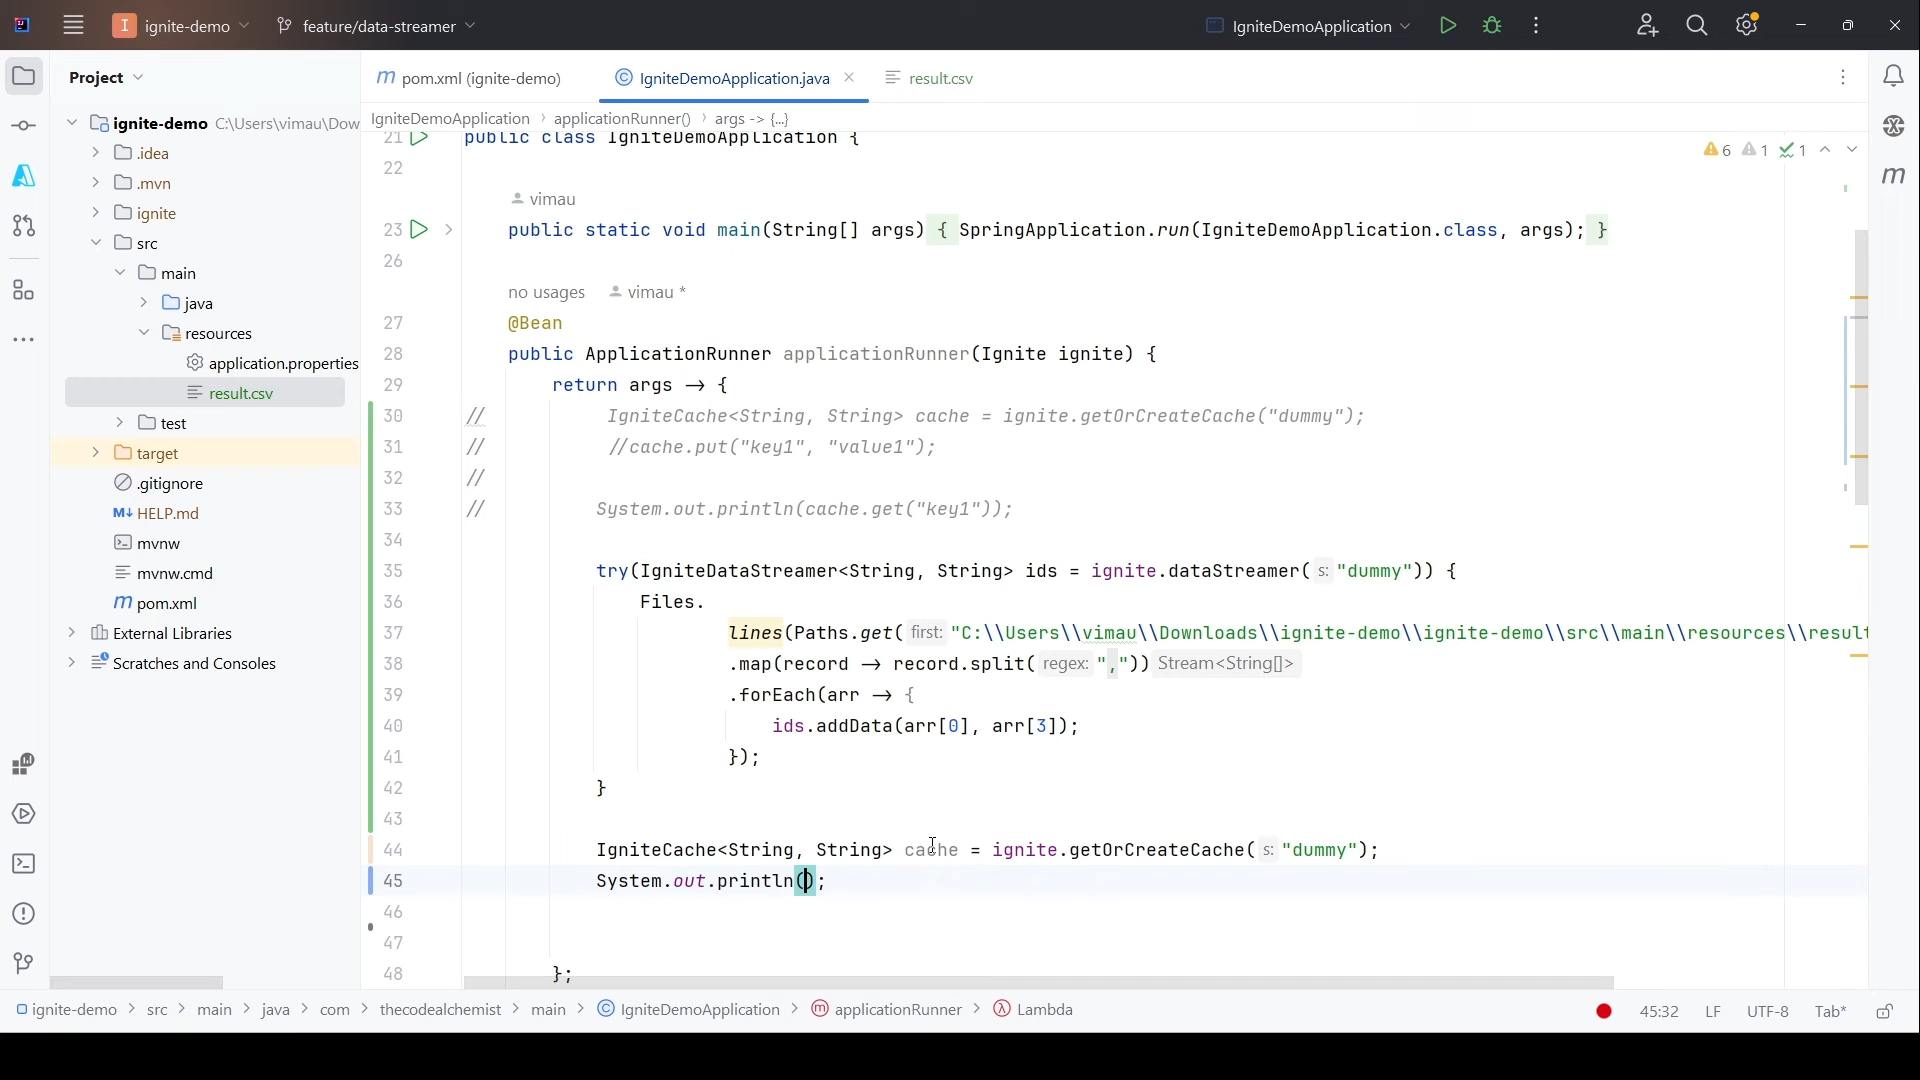 I ignite-demo feature/data-streamer IgniteDemoApplication
Project
m pom.xml (ignite-demo) IgniteDemoApplication.java result.csv
IgniteDemoApplication applicationRunner() args -> {...}
ignite-demo C:\Users\vimau\Dow
.idea
.mvn
ignite
src
main
java
resources
application.properties
result.csv
test
target
.gitignore
M↓ HELP.md
mvnw
mvnw.cmd
m pom.xml
External Libraries
Scratches and Consoles
6 1 1
m
21 public class IgniteDemoApplication {
22
vimau
23 public static void main(String[] args) { SpringApplication.run(IgniteDemoApplication.class, args); }
26
no usages vimau *
27 @Bean
28 public ApplicationRunner applicationRunner(Ignite ignite) {
29 return args → {
30 // IgniteCache<String, String> cache = ignite.getOrCreateCache("dummy");
31 // //cache.put("key1", "value1");
32 //
33 // System.out.println(cache.get("key1"));
34
35 try(IgniteDataStreamer<String, String> ids = ignite.dataStreamer( s: "dummy")) {
36 Files.
37 lines(Paths.get( first: "C:\\Users\\vimau\\Downloads\\ignite-demo\\ignite-demo\\src\\main\\resources\\result
38 .map(record → record.split( regex: ",")) Stream<String[]>
39 .forEach(arr → {
40 ids.addData(arr[0], arr[3]);
41 });
42 }
43
44 IgniteCache<String, String> cache = ignite.getOrCreateCache( s: "dummy");
45 System.out.println();
46
47
48 };
ignite-demo > src > main > java > com > thecodealchemist > main > IgniteDemoApplication > applicationRunner > Lambda
45:32 LF UTF-8 Tab*